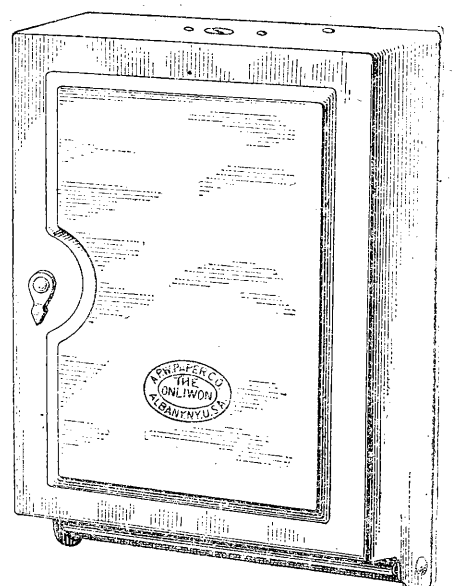 A.P.W. PAPER CO.
THE
ONLIWON
ALBANY, N.Y. U.S.A.